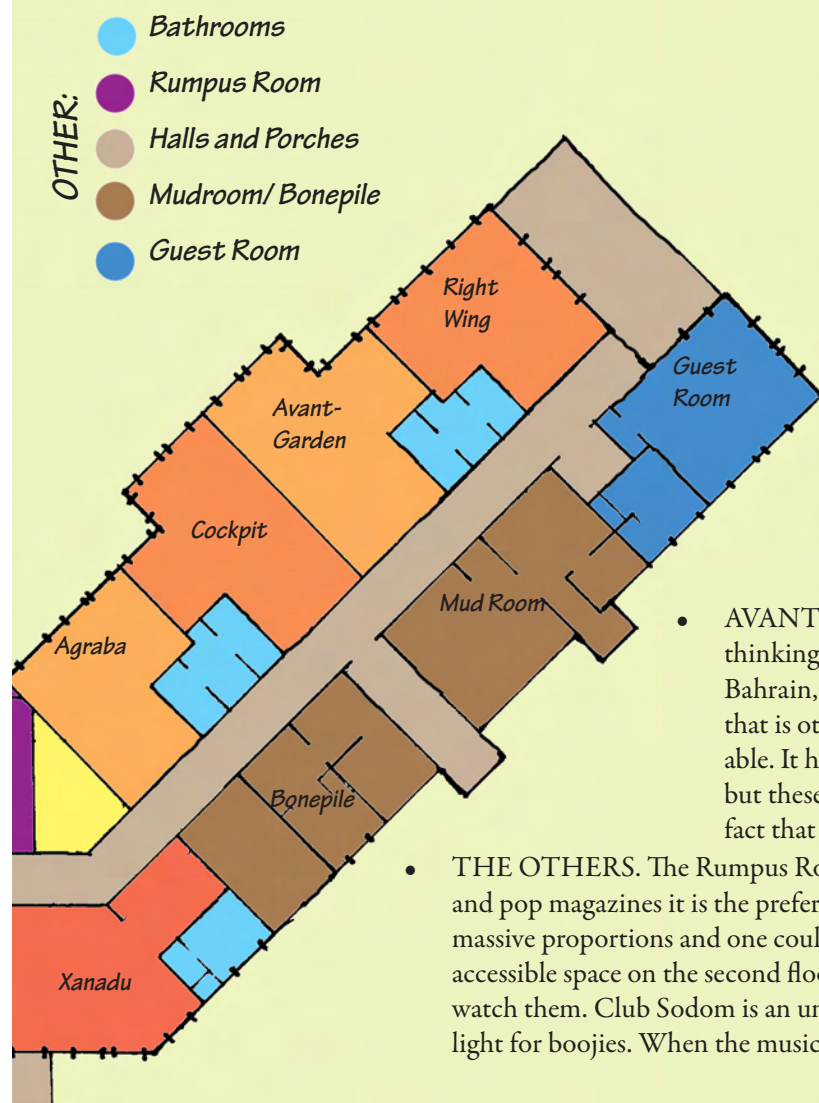 OTHER:
Bathrooms
Rumpus Room
Halls and Porches
Mudroom/ Bonepile
Guest Room
Right
Wing
Guest
Room
Avant-
Garden
Cockpit
Mud Room
Agraba
Bonepile
Xanadu
• AVANT
thinking
Bahrain,
that is ot
able. It h
but these
fact that
• THE OTHERS. The Rumpus Ro
and pop magazines it is the prefer
massive proportions and one coul
accessible space on the second floo
watch them. Club Sodom is an un
light for boojies. When the music